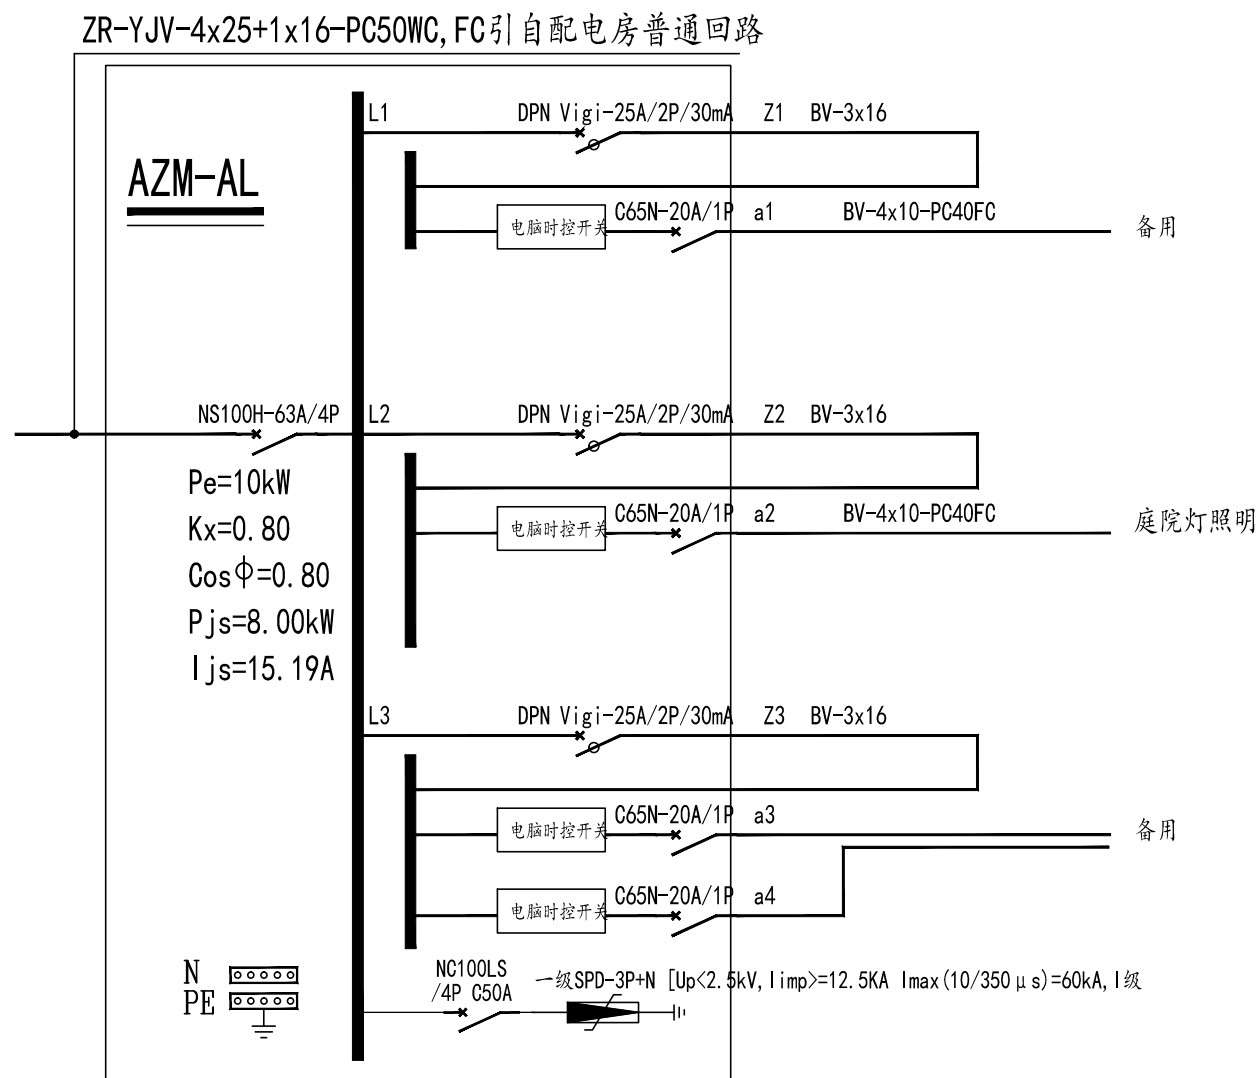 ZR-YJV-4x25+1x16-PC50WC,FC引自配电房普通回路
AZM-AL
L1
DPN Vigi-25A/2P/30mA
Z1
BV-3x16
电脑时控开关
C65N-20A/1P
a1
BV-4x10-PC40FC
备用
NS100H-63A/4P
L2
DPN Vigi-25A/2P/30mA
Z2
BV-3x16
Pe=10kW
Kx=0.80
CosΦ=0.80
Pjs=8.00kW
Ijs=15.19A
电脑时控开关
C65N-20A/1P
a2
BV-4x10-PC40FC
庭院灯照明
L3
DPN Vigi-25A/2P/30mA
Z3
BV-3x16
电脑时控开关
C65N-20A/1P
a3
备用
电脑时控开关
C65N-20A/1P
a4
N
PE
NC100LS
/4P C50A
一级SPD-3P+N [Up<2.5kV,Iimp>=12.5KA Imax(10/350μs)=60kA,I级